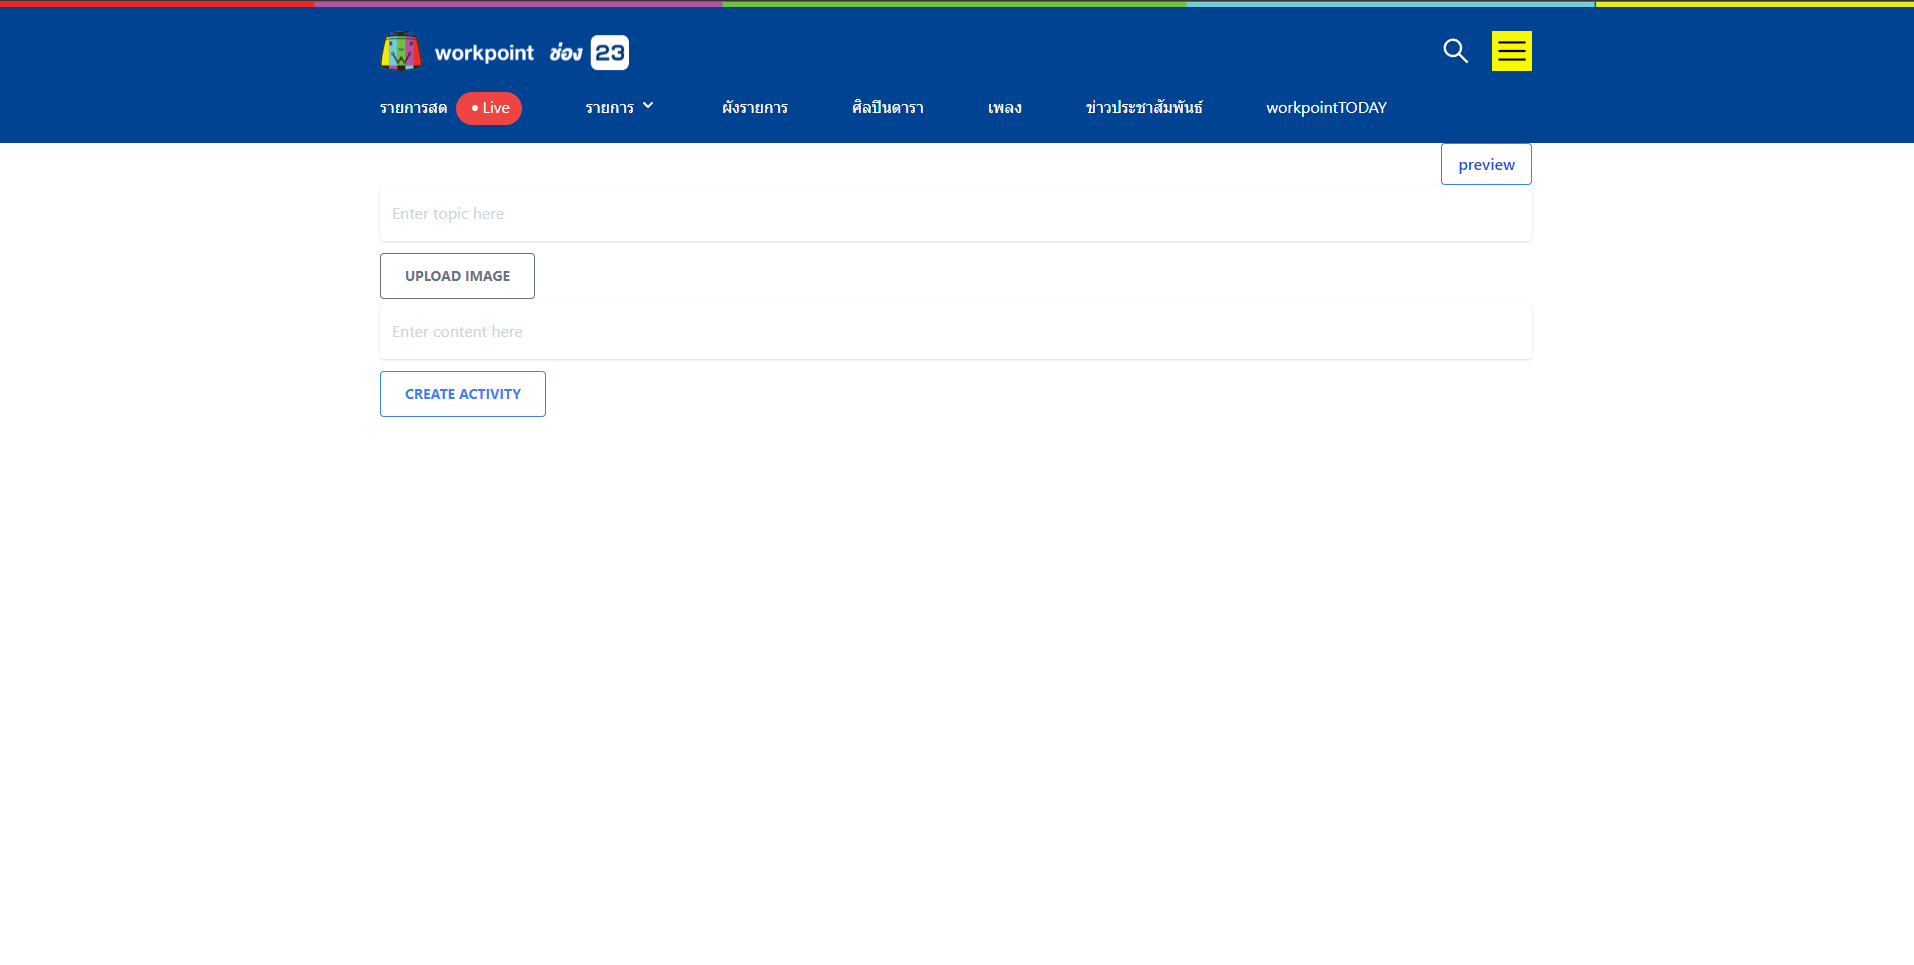 workpoint ช่อง 23
รายการสด • Live รายการ ผังรายการ ศิลปินดารา เพลง ข่าวประชาสัมพันธ์ workpointTODAY
preview
Enter topic here
UPLOAD IMAGE
Enter content here
CREATE ACTIVITY